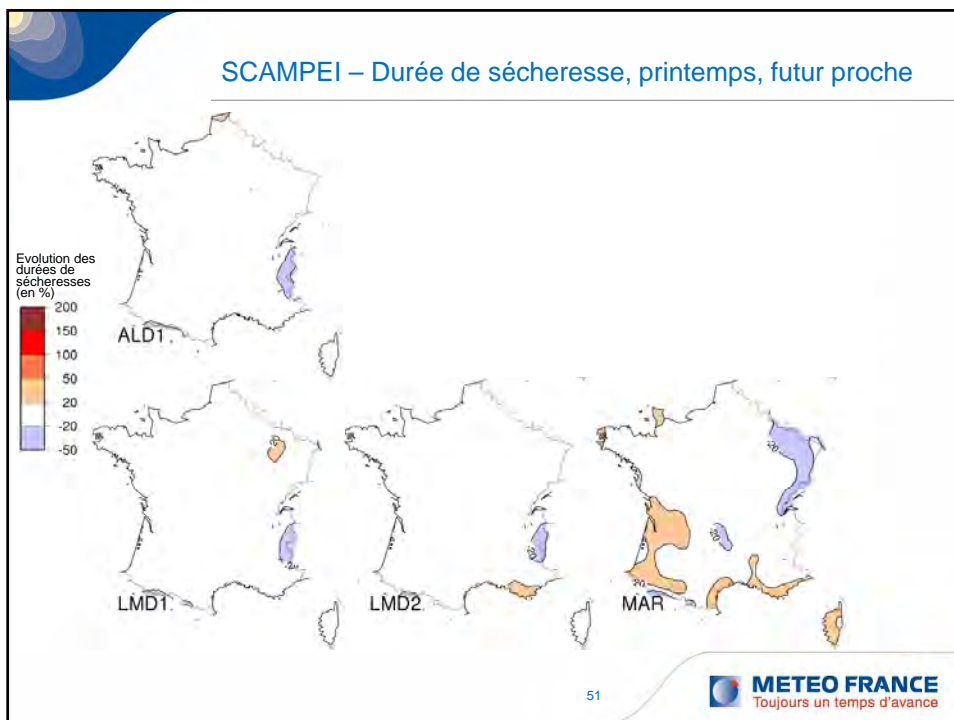 SCAMPEI – Durée de sécheresse, printemps, futur proche
Evolution des
durées de
sécheresses
(en %)
200
150
100
50
20
-20
-50
ALD1
LMD1
LMD2
MAR
51
METEO FRANCE
Toujours un temps d'avance